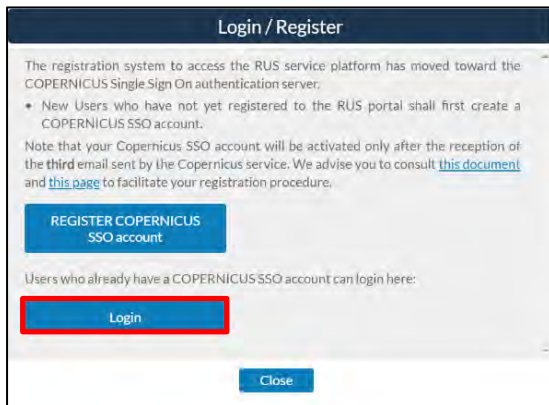 Login / Register
The registration system to access the RUS service platform has moved toward the
COPERNICUS Single Sign On authentication server.
• New Users who have not yet registered to the RUS portal shall first create a
COPERNICUS SSO account.
Note that your Copernicus SSO account will be activated only after the reception of
the third email sent by the Copernicus service. We advise you to consult this document
and this page to facilitate your registration procedure.
REGISTER COPERNICUS
SSO account
Users who already have a COPERNICUS SSO account can login here:
Login
Close